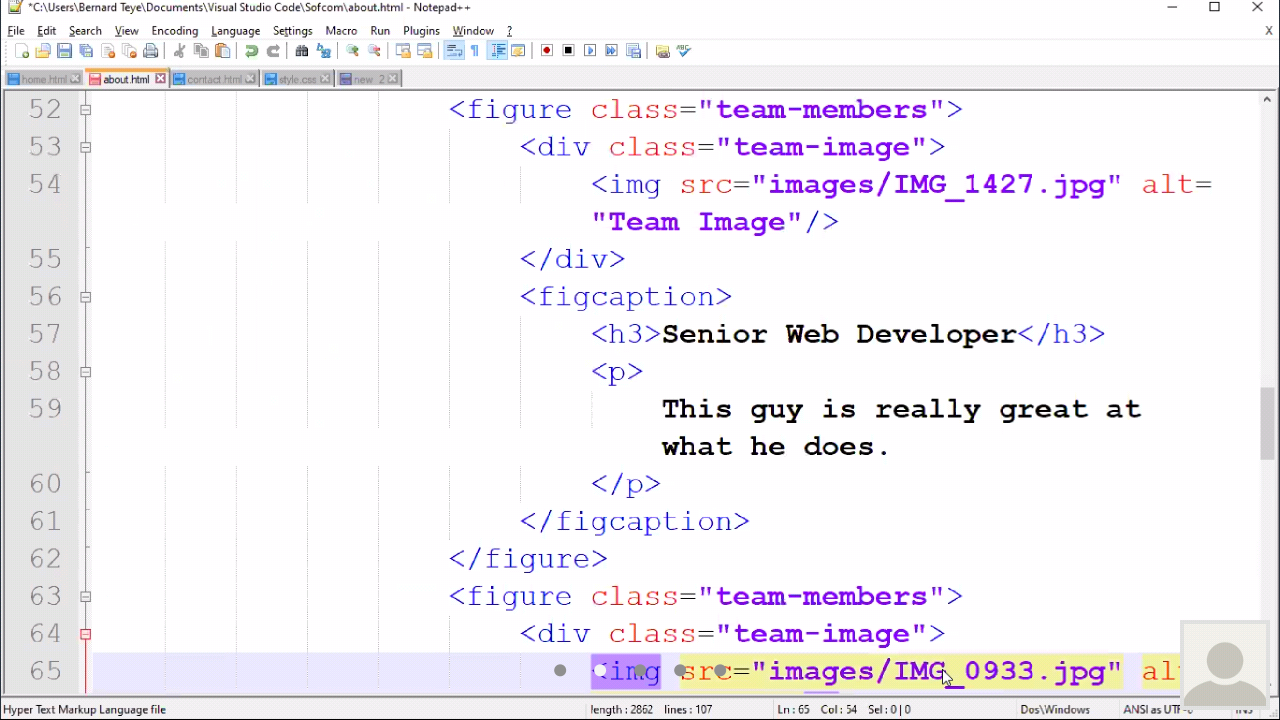 *C:\Users\Bernard Teye\Documents\Visual Studio Code\Sofcom\about.html - Notepad++
File Edit Search View Encoding Language Settings Macro Run Plugins Window ?
X
home.html about.html contact.html style.css new 2
52 <figure class="team-members">
53 <div class="team-image">
54 <img src="images/IMG_1427.jpg" alt=
"Team Image"/>
55 </div>
56 <figcaption>
57 <h3>Senior Web Developer</h3>
58 <p>
59 This guy is really great at
what he does.
60 </p>
61 </figcaption>
62 </figure>
63 <figure class="team-members">
64 <div class="team-image">
65 <img src="images/IMG_0933.jpg"
Hyper Text Markup Language file length : 2862 lines : 107 Ln : 65 Col : 54 Sel : 0 | 0 Dos\Windows ANSI as UTF-8 INS